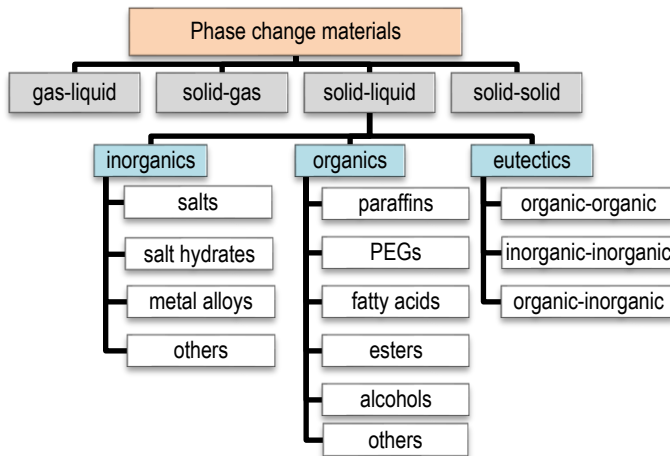 Phase change materials
gas-liquid
solid-gas
solid-liquid
solid-solid
inorganics
salts
salt hydrates
metal alloys
others
organics
paraffins
PEGs
fatty acids
esters
alcohols
others
eutectics
organic-organic
inorganic-inorganic
organic-inorganic